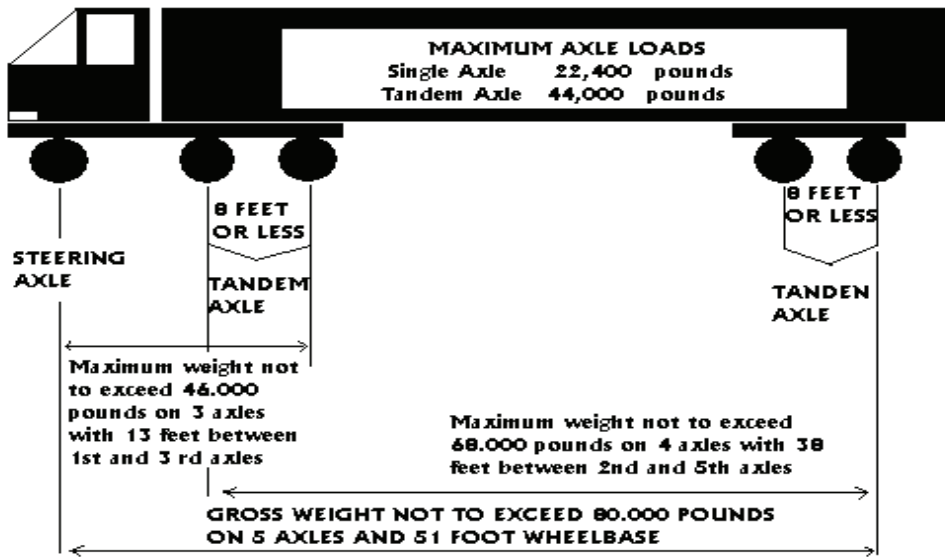 MAXIMUM AXLE LOADS
Single Axle 22,400 pounds
Tandem Axle 44,000 pounds
8 FEET
OR LESS
8 FEET
OR LESS
STEERING
AXLE
TANDEM
AXLE
TANDEN
AXLE
Maximum weight not
to exceed 46.000
pounds on 3 axles
with 13 feet between
1st and 3 rd axles
Maximum weight not to exceed
68.000 pounds on 4 axles with 38
feet between 2nd and 5th axles
GROSS WEIGHT NOT TO EXCEED 80.000 POUNDS
ON 5 AXLES AND 51 FOOT WHEELBASE